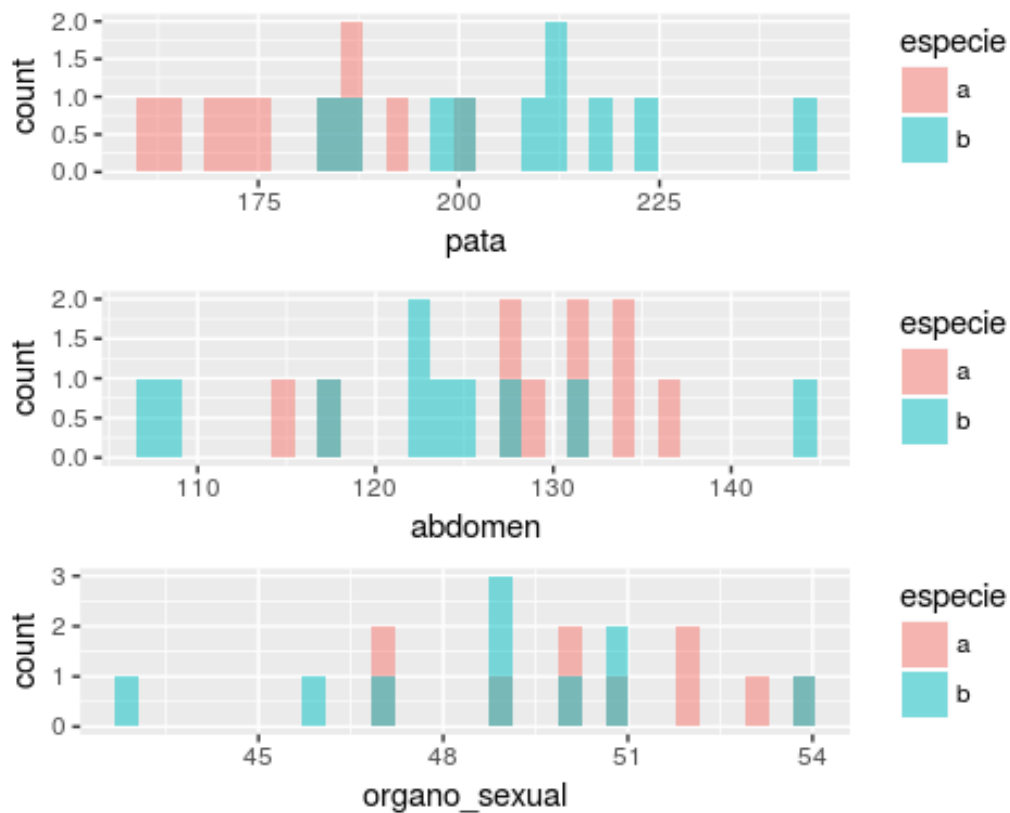 2.0
1.5
1.0
0.5
0.0
count
175 200 225
pata
especie
a
b
2.0
1.5
1.0
0.5
0.0
count
110 120 130 140
abdomen
especie
a
b
3
2
1
0
count
45 48 51 54
organo_sexual
especie
a
b